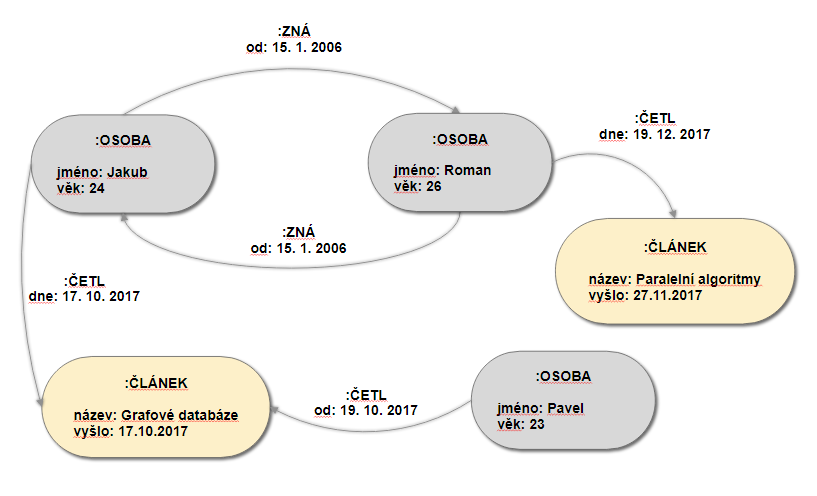 :ZNÁ
od: 15. 1. 2006
:OSOBA
jméno: Jakub
věk: 24
:OSOBA
jméno: Roman
věk: 26
:ČETL
dne: 19. 12. 2017
:ZNÁ
od: 15. 1. 2006
:ČLÁNEK
název: Paralelní algoritmy
vyšlo: 27.11.2017
:ČETL
dne: 17. 10. 2017
:ČLÁNEK
název: Grafové databáze
vyšlo: 17.10.2017
:ČETL
od: 19. 10. 2017
:OSOBA
jméno: Pavel
věk: 23